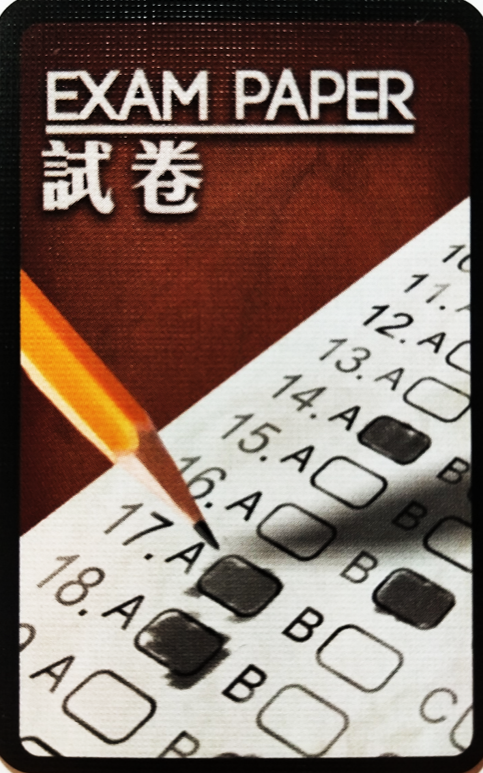 EXAM PAPER
試卷
10
11. A
12. A
13. A
14. A B
15. A B
16. A B
17. A B
18. A B C
A B